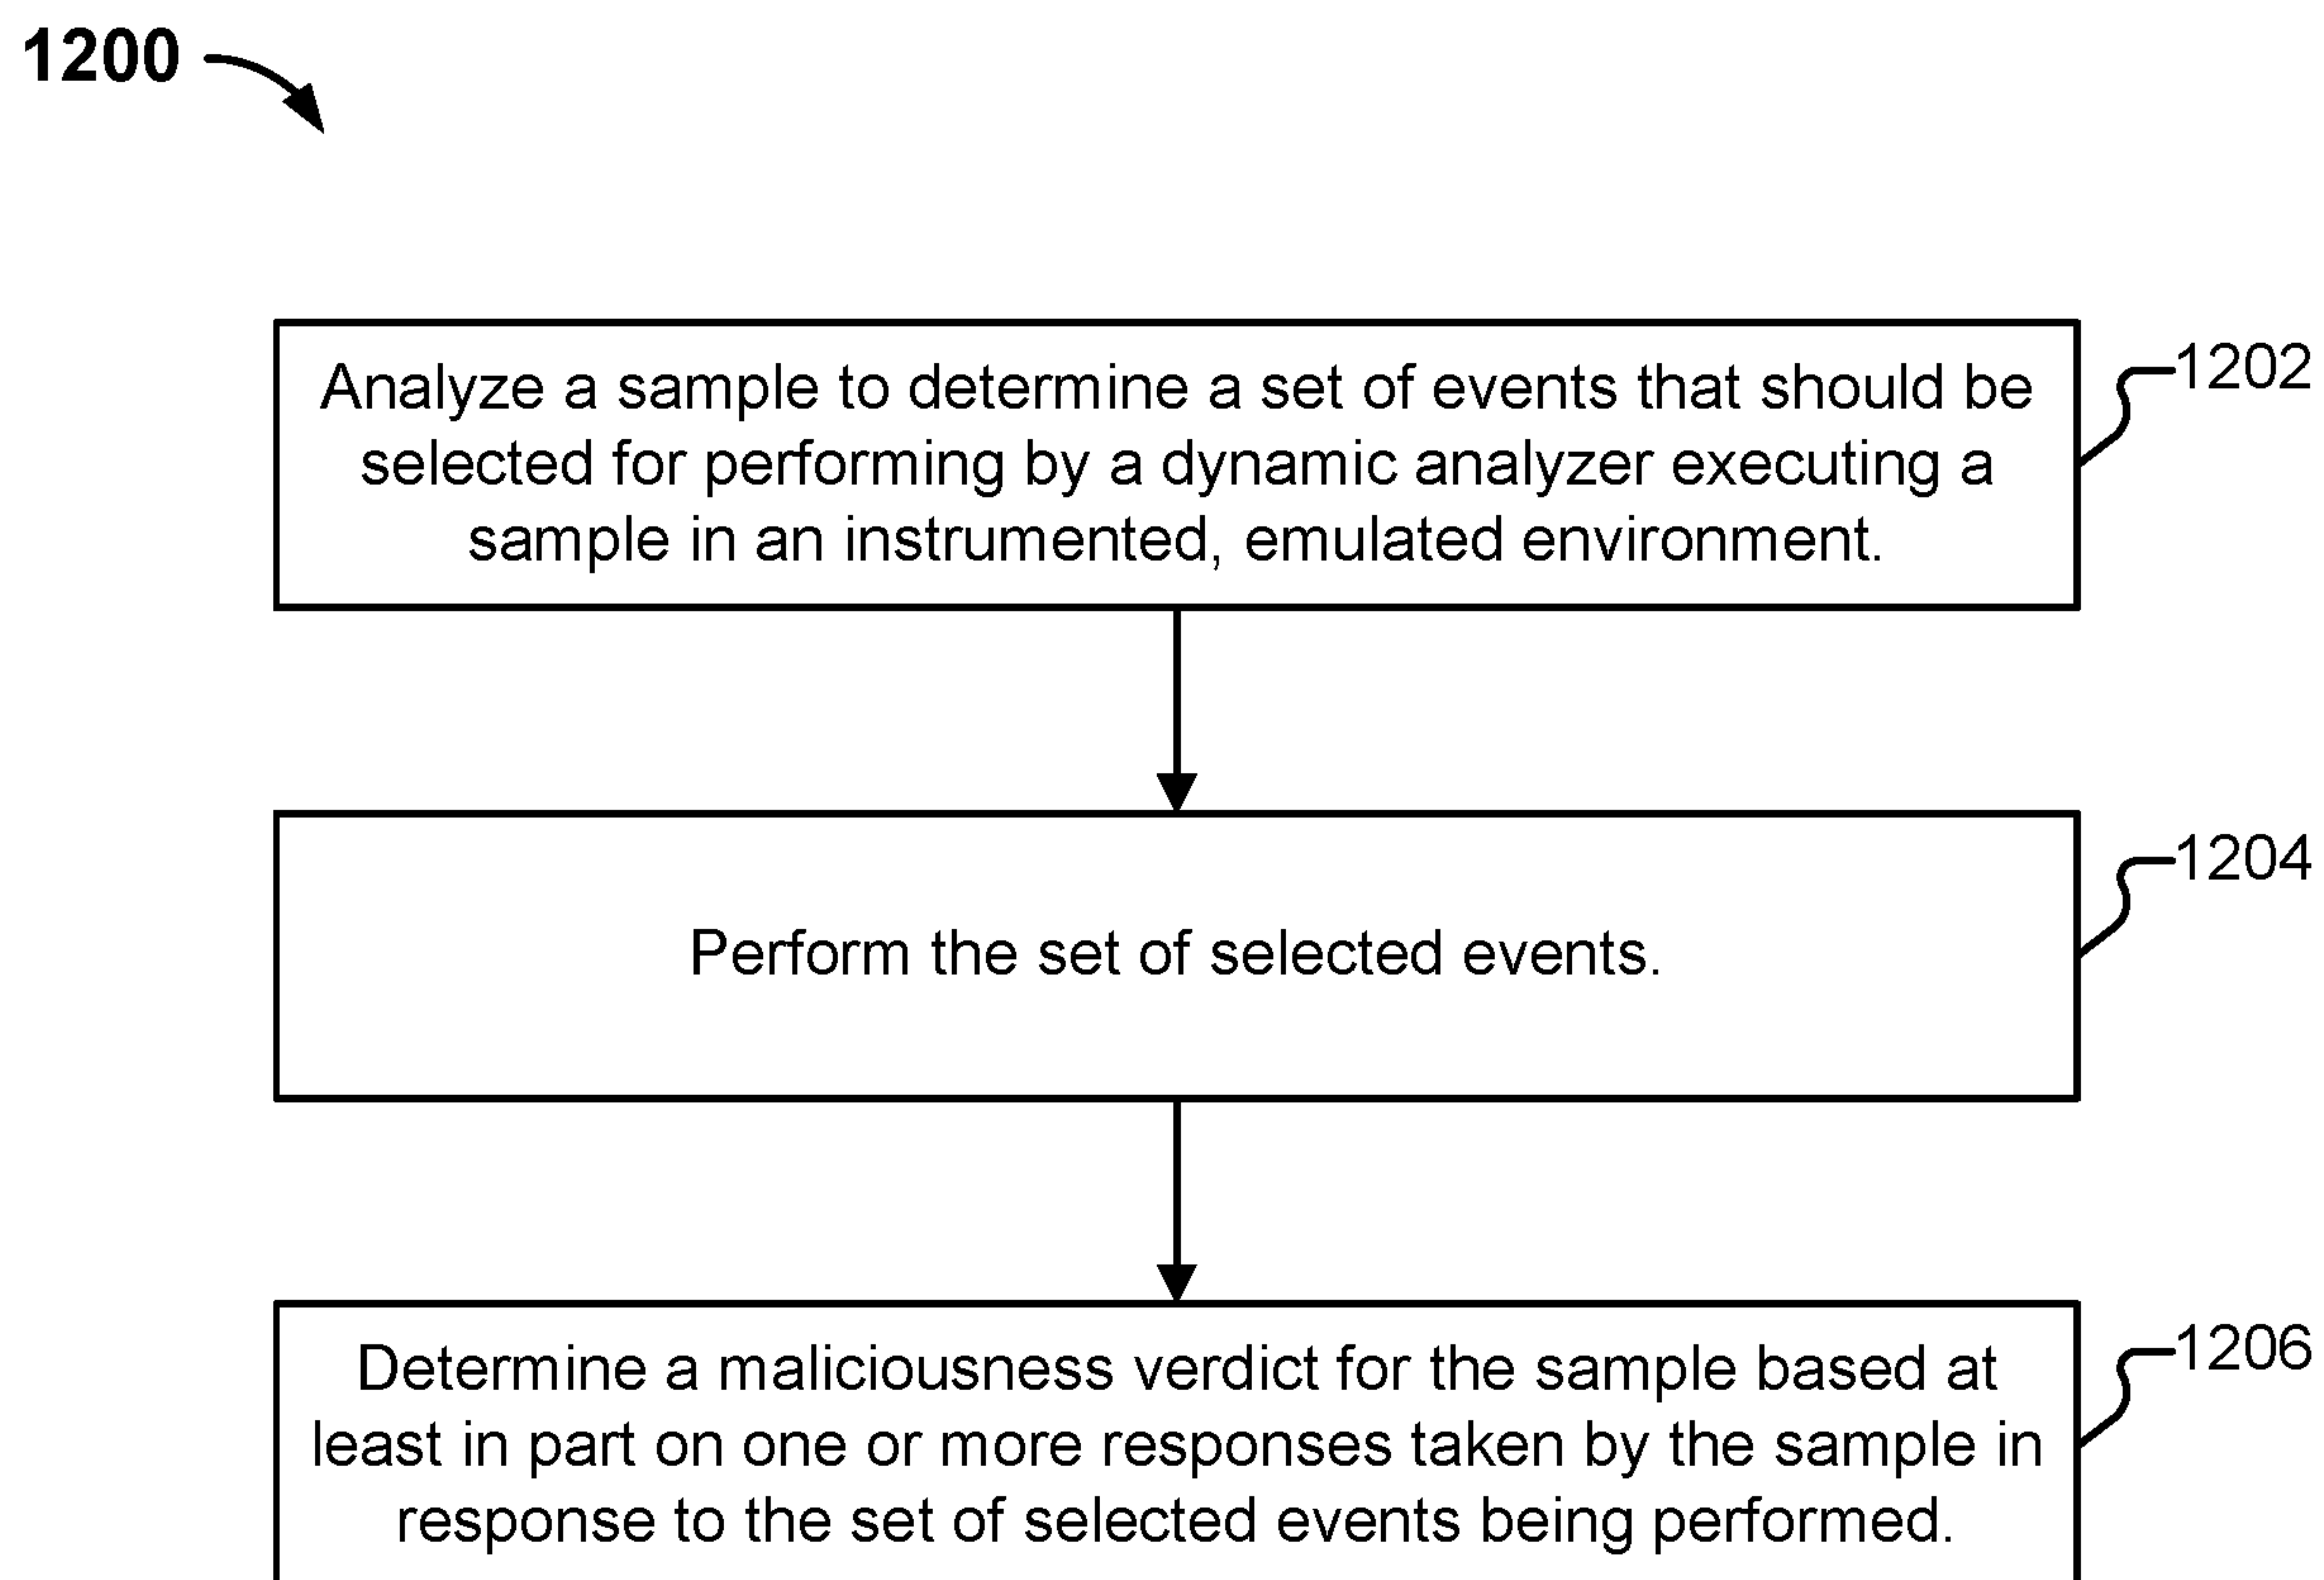 1200
Analyze a sample to determine a set of events that should be
selected for performing by a dynamic analyzer executing a
sample in an instrumented, emulated environment.
1202
Perform the set of selected events.
1204
Determine a maliciousness verdict for the sample based at
least in part on one or more responses taken by the sample in
response to the set of selected events being performed.
1206